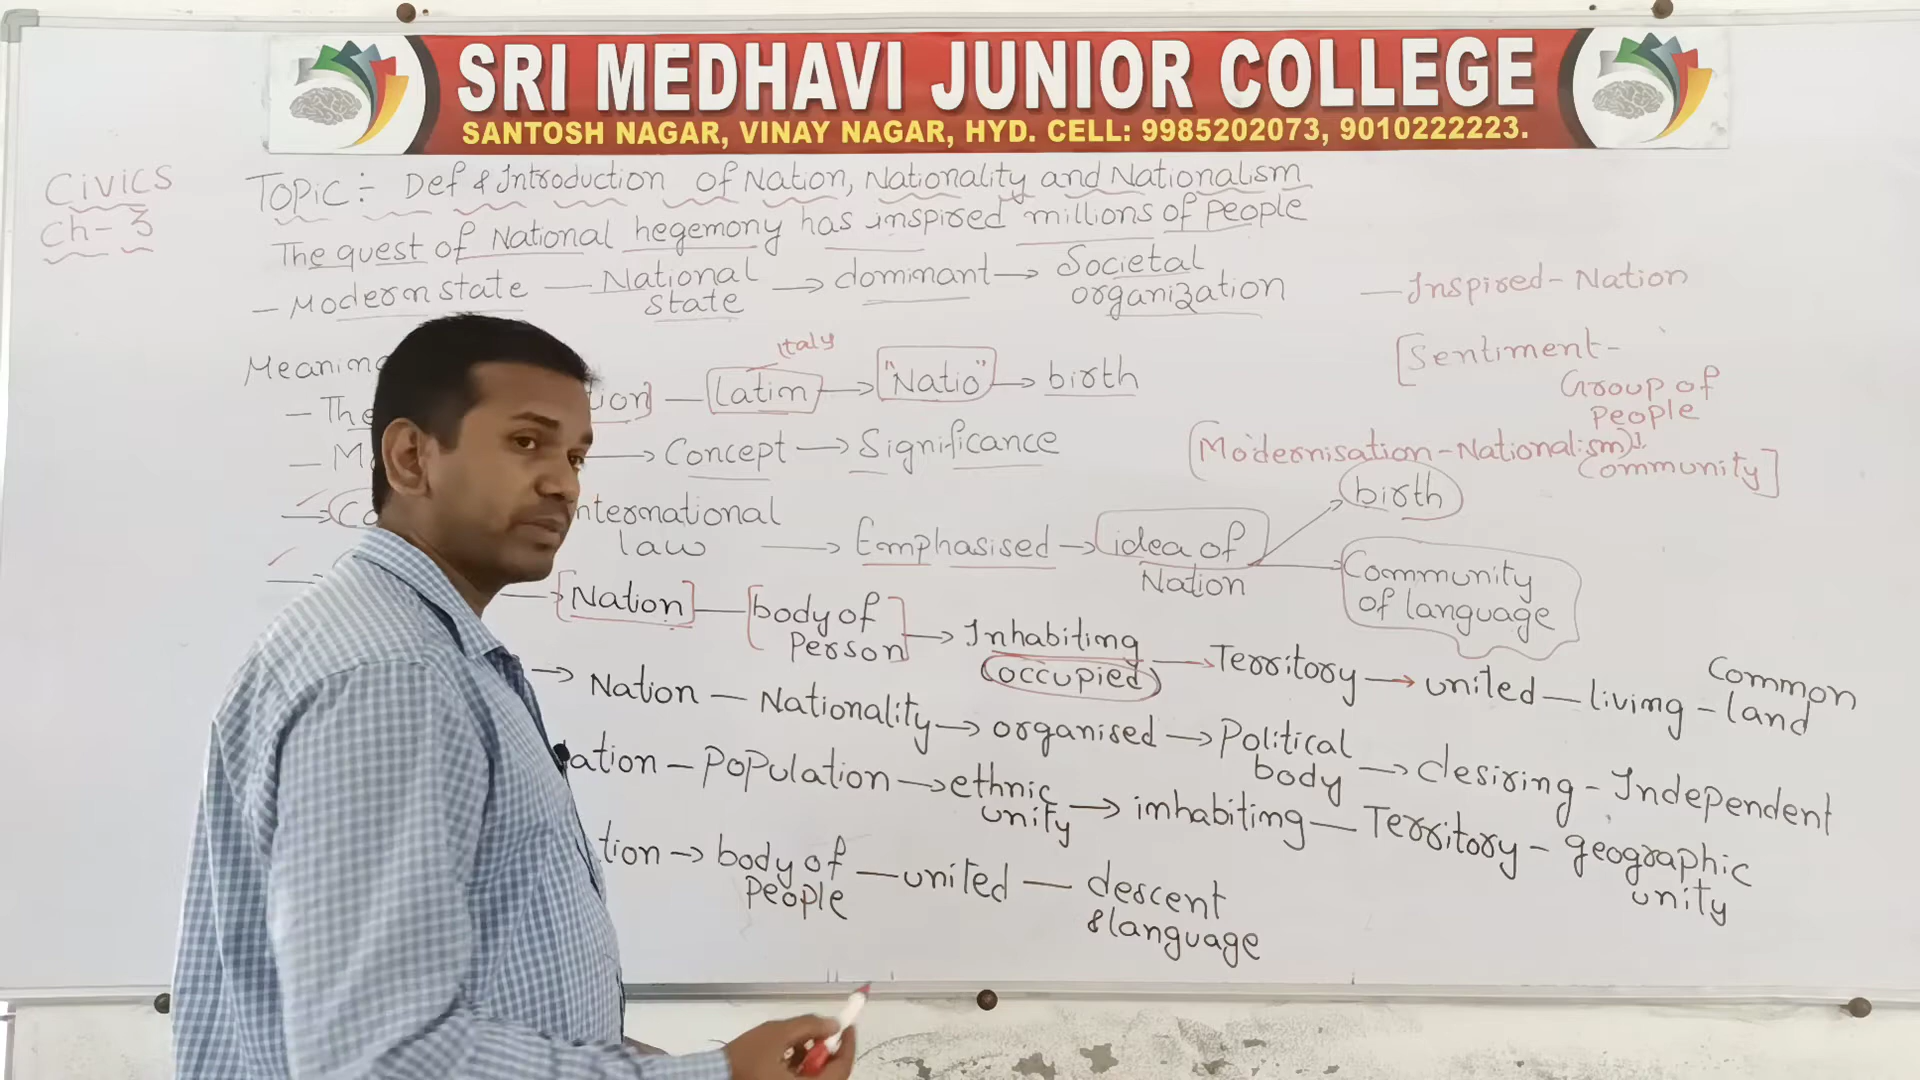 SRI MEDHAVI JUNIOR COLLEGE
SANTOSH NAGAR, VINAY NAGAR, HYD. CELL: 9985202073, 9010222223.
Civics
Ch-3
Topic:- Def & Introduction of Nation, Nationality and Nationalism
The quest of National hegemony has inspired millions of people
- Modern state — National state → dominant → Societal organization
— Inspired - Nation
[Sentiment - Group of People
Meaning
- The — latim → "Natio" → birth
Italy
→ Concept → Significance
[Modernisation - Nationalism)
Community]
International law → Emphasised → idea of Nation
birth
Community of language
→ [Nation] — [body of Person] → Inhabiting (occupied) → Territory → united — living - Common land
→ Nation — Nationality → organised → Political body → desiring - Independent
ation - Population → ethnic unity → inhabiting — Territory - geographic unity
tion → body of People — united — descent & language